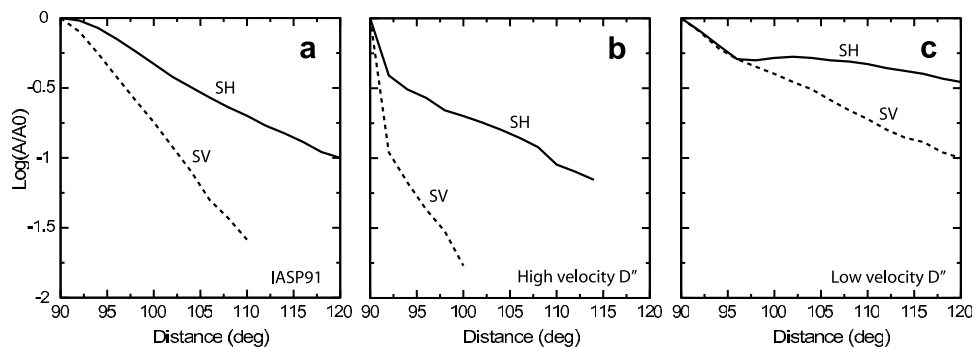 a
b
c
SH
SV
SH
SV
SH
SV
IASP91
High velocity D″
Low velocity D″
Log(A/A0)
0
-0.5
-1
-1.5
-2
90 95 100 105 110 115 120
90 95 100 105 110 115 120
90 95 100 105 110 115 120
Distance (deg)
Distance (deg)
Distance (deg)